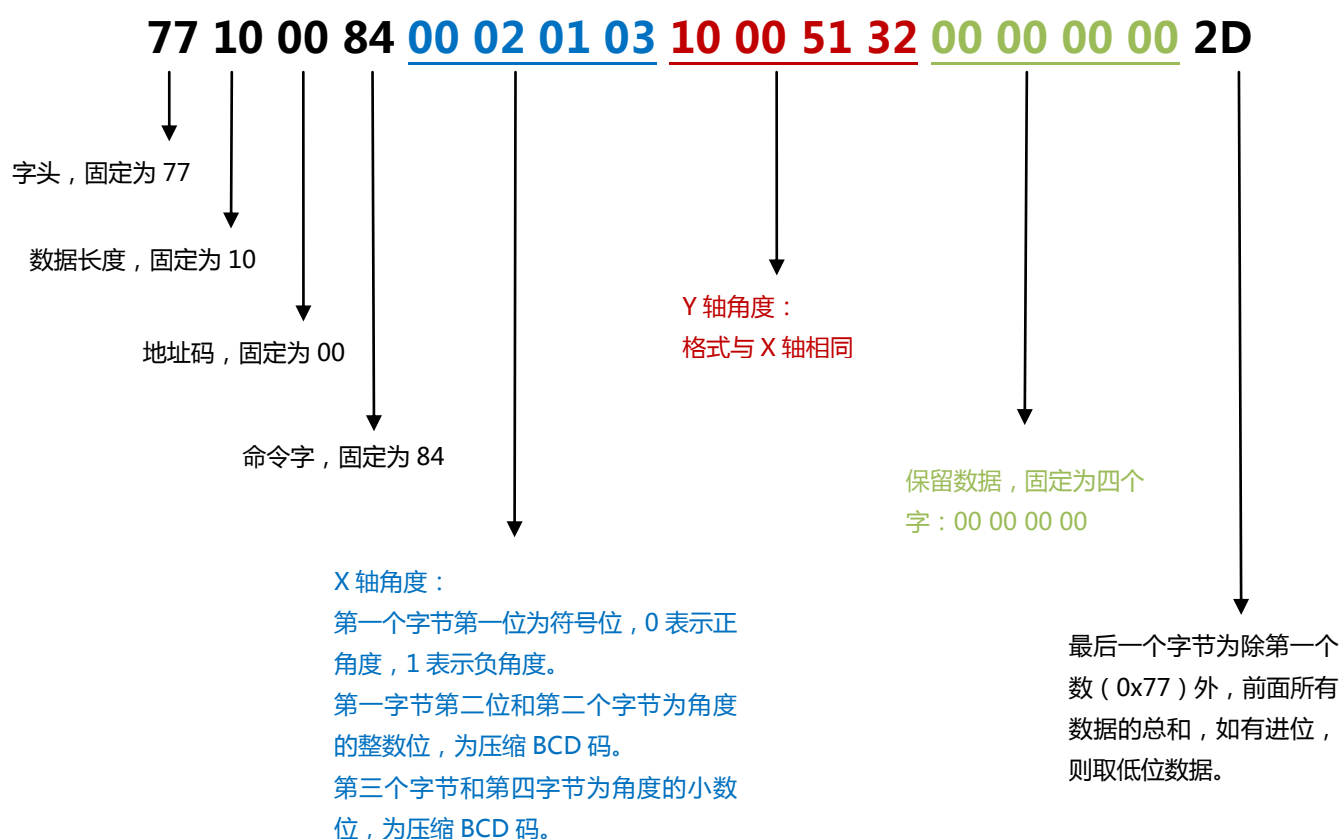 77 10 00 84 00 02 01 03 10 00 51 32 00 00 00 00 2D
字头，固定为 77
数据长度，固定为 10
地址码，固定为 00
命令字，固定为 84
X 轴角度：
第一个字节第一位为符号位，0 表示正
角度，1 表示负角度。
第一字节第二位和第二个字节为角度
的整数位，为压缩 BCD 码。
第三个字节和第四字节为角度的小数
位，为压缩 BCD 码。
Y 轴角度：
格式与 X 轴相同
保留数据，固定为四个
字：00 00 00 00
最后一个字节为除第一个
数（0x77）外，前面所有
数据的总和，如有进位，
则取低位数据。